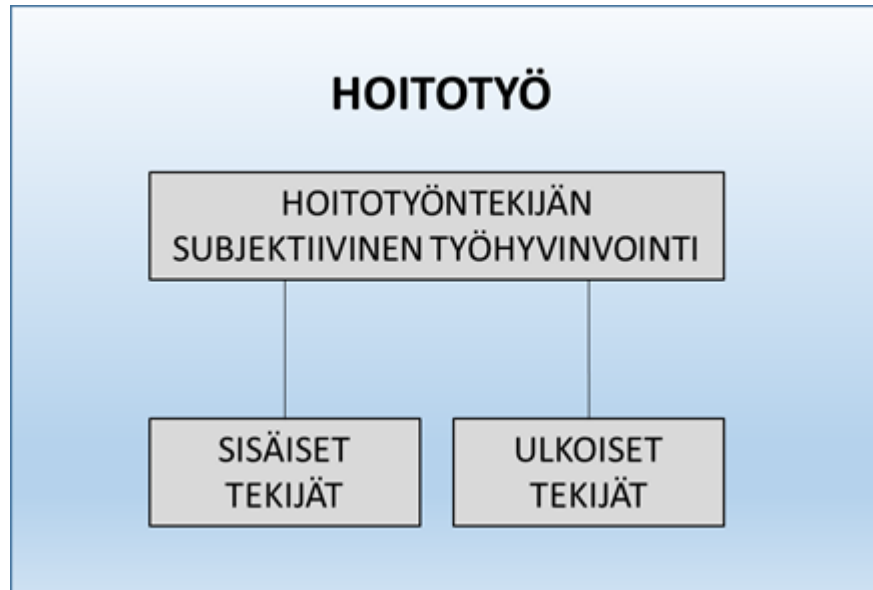 HOITOTYÖ
HOITOTYÖNTEKIJÄN
SUBJEKTIIVINEN TYÖHYVINVOINTI
SISÄISET
TEKIJÄT
ULKOISET
TEKIJÄT